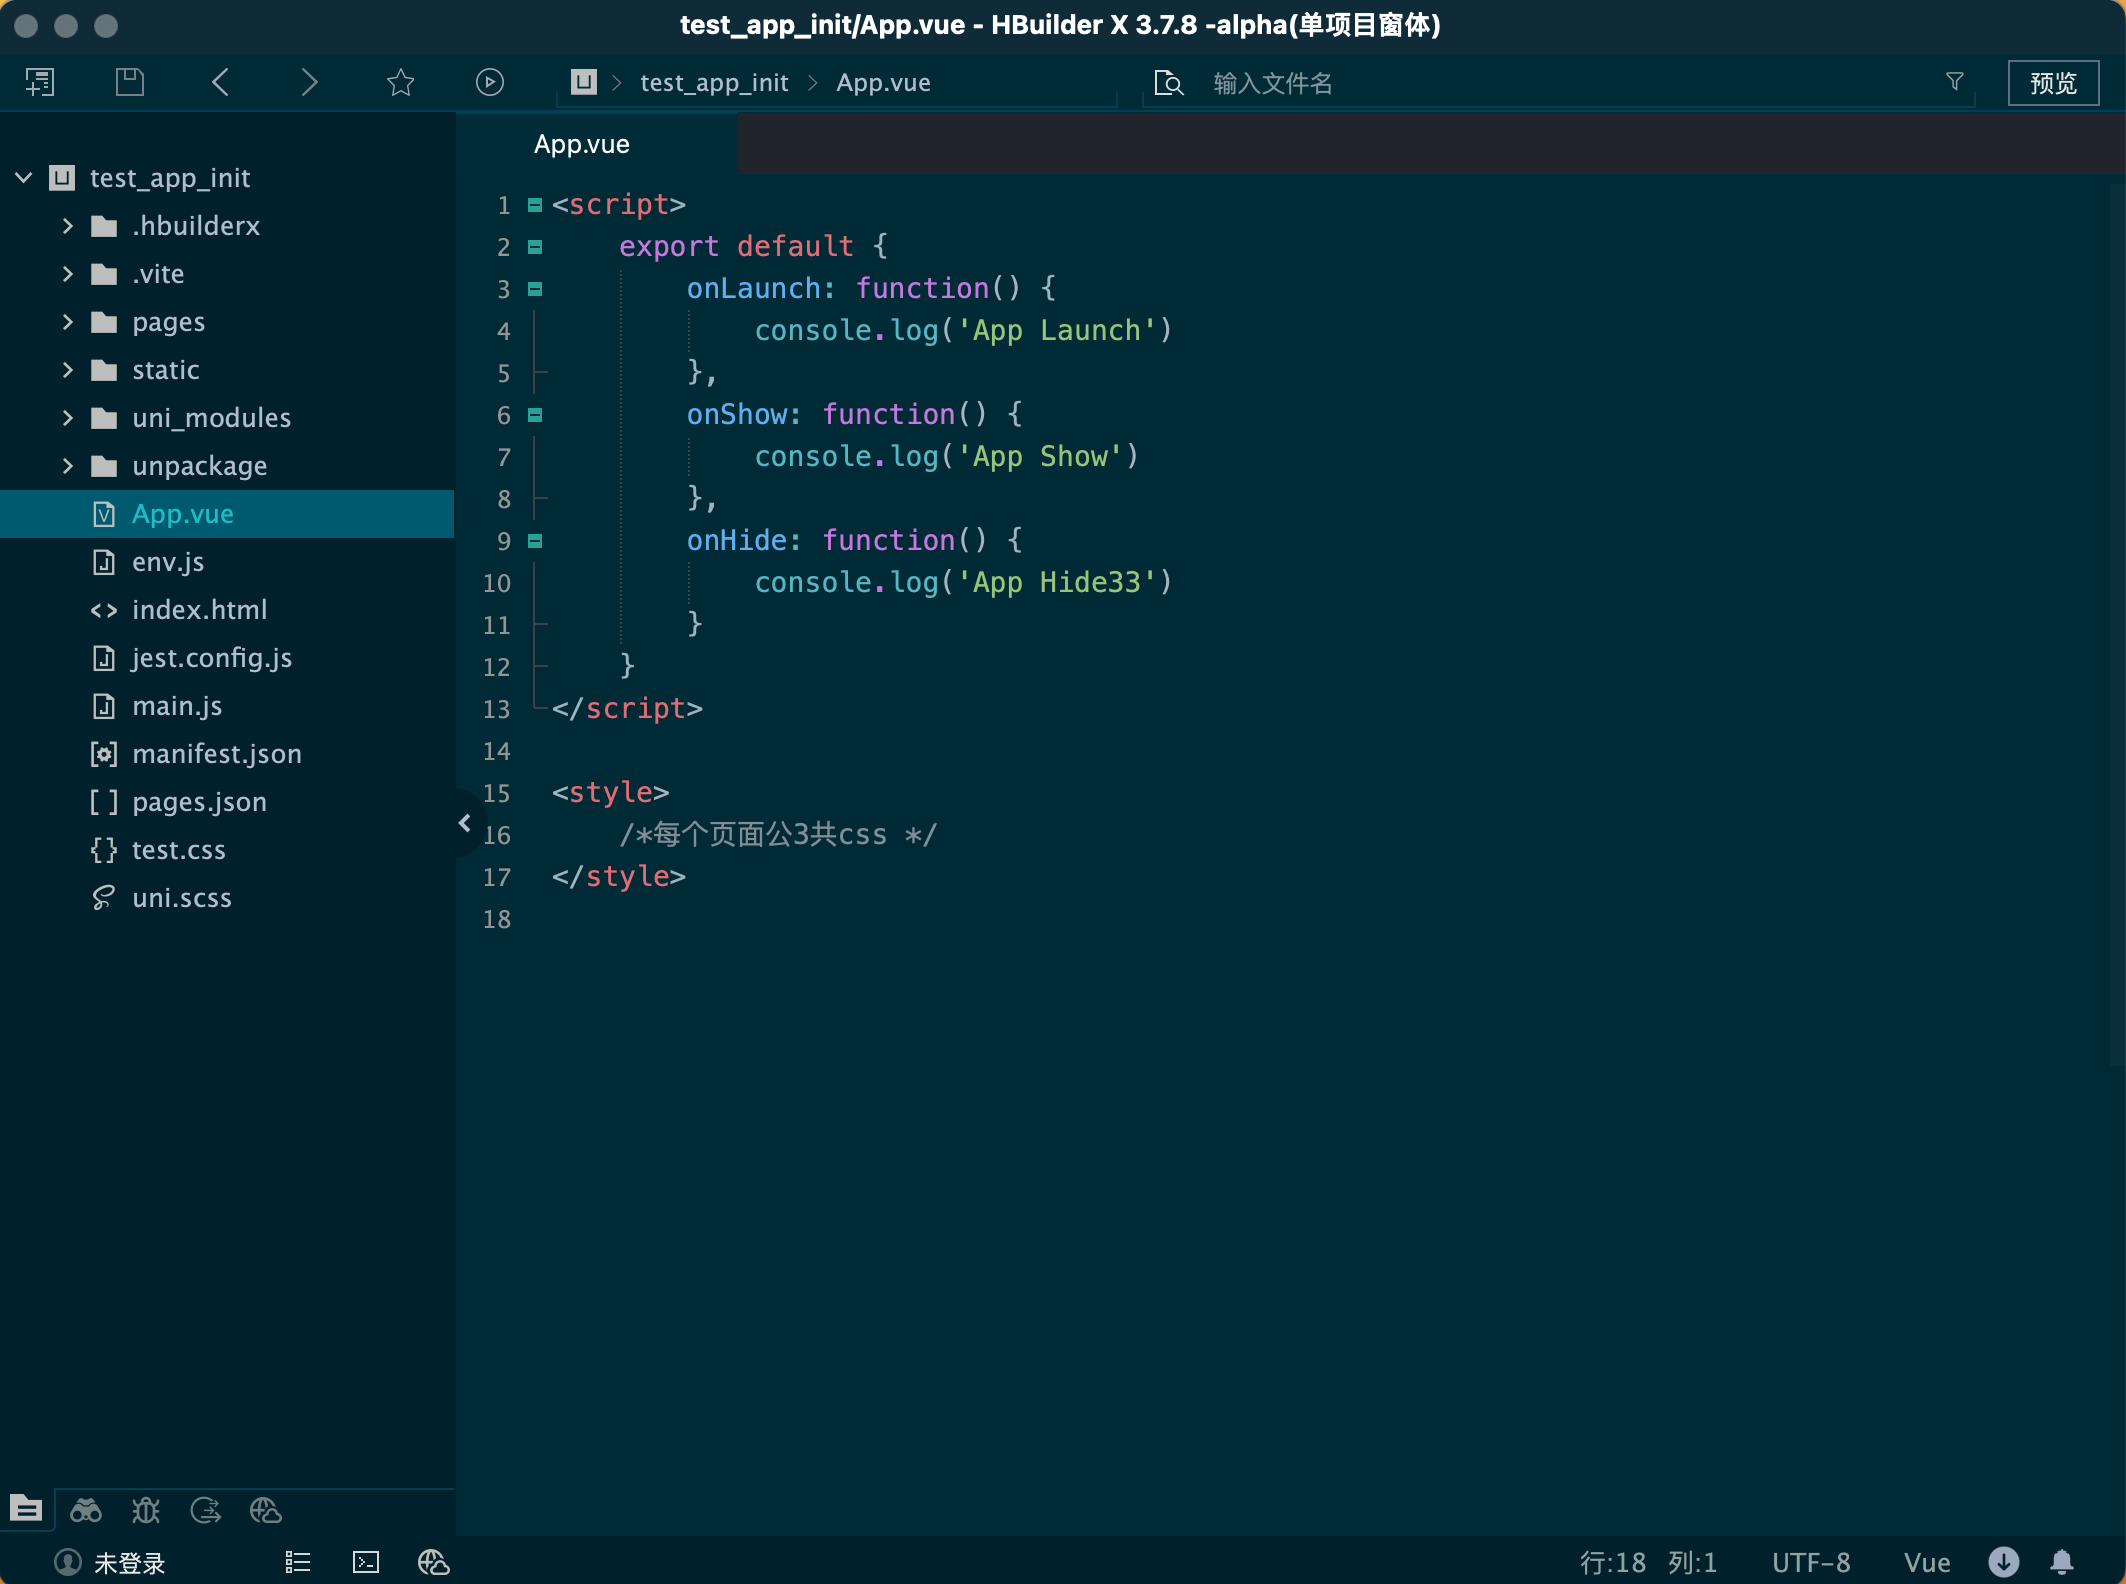 test_app_init/App.vue - HBuilder X 3.7.8 -alpha(单项目窗体)
U > test_app_init > App.vue
输入文件名
预览
test_app_init
.hbuilderx
.vite
pages
static
uni_modules
unpackage
App.vue
env.js
index.html
jest.config.js
main.js
manifest.json
pages.json
test.css
uni.scss
App.vue
1 <script>
2     export default {
3         onLaunch: function() {
4             console.log('App Launch')
5         },
6         onShow: function() {
7             console.log('App Show')
8         },
9         onHide: function() {
10             console.log('App Hide33')
11         }
12     }
13 </script>
14
15 <style>
16     /*每个页面公3共css */
17 </style>
18
未登录
行:18 列:1 UTF-8 Vue